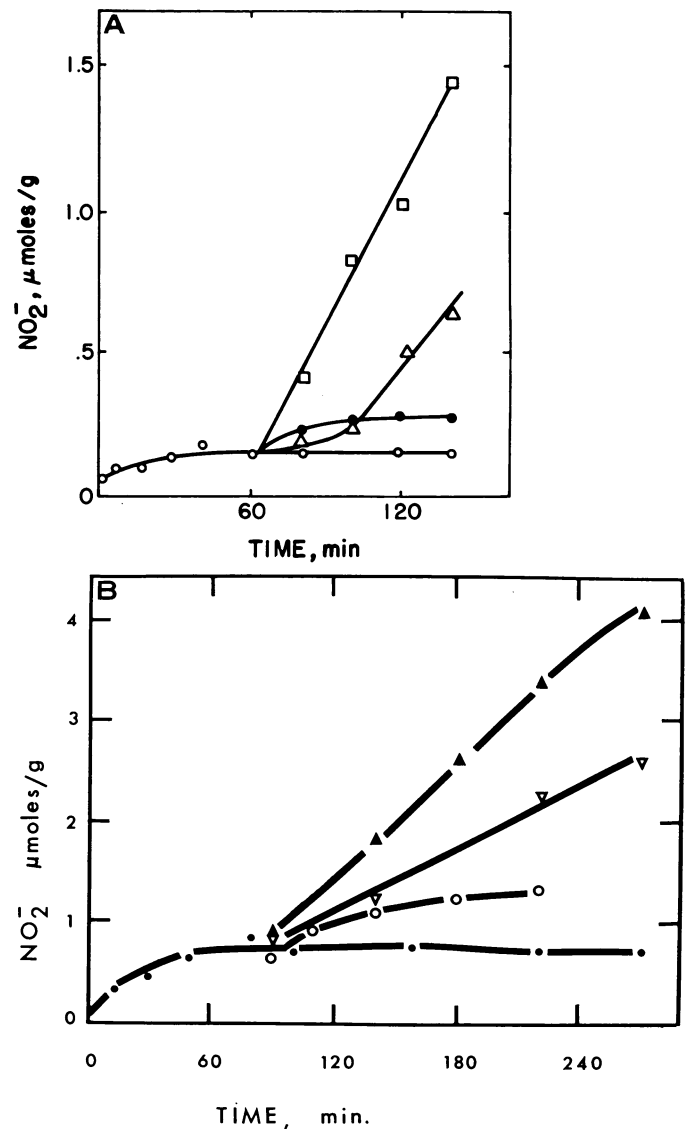 A
1.5
1.0
.5
0
NO₂⁻, μmoles/g
60 120
TIME, min
B
4
3
2
1
0
NO₂⁻ μmoles/g
0 60 120 180 240
TIME, min.